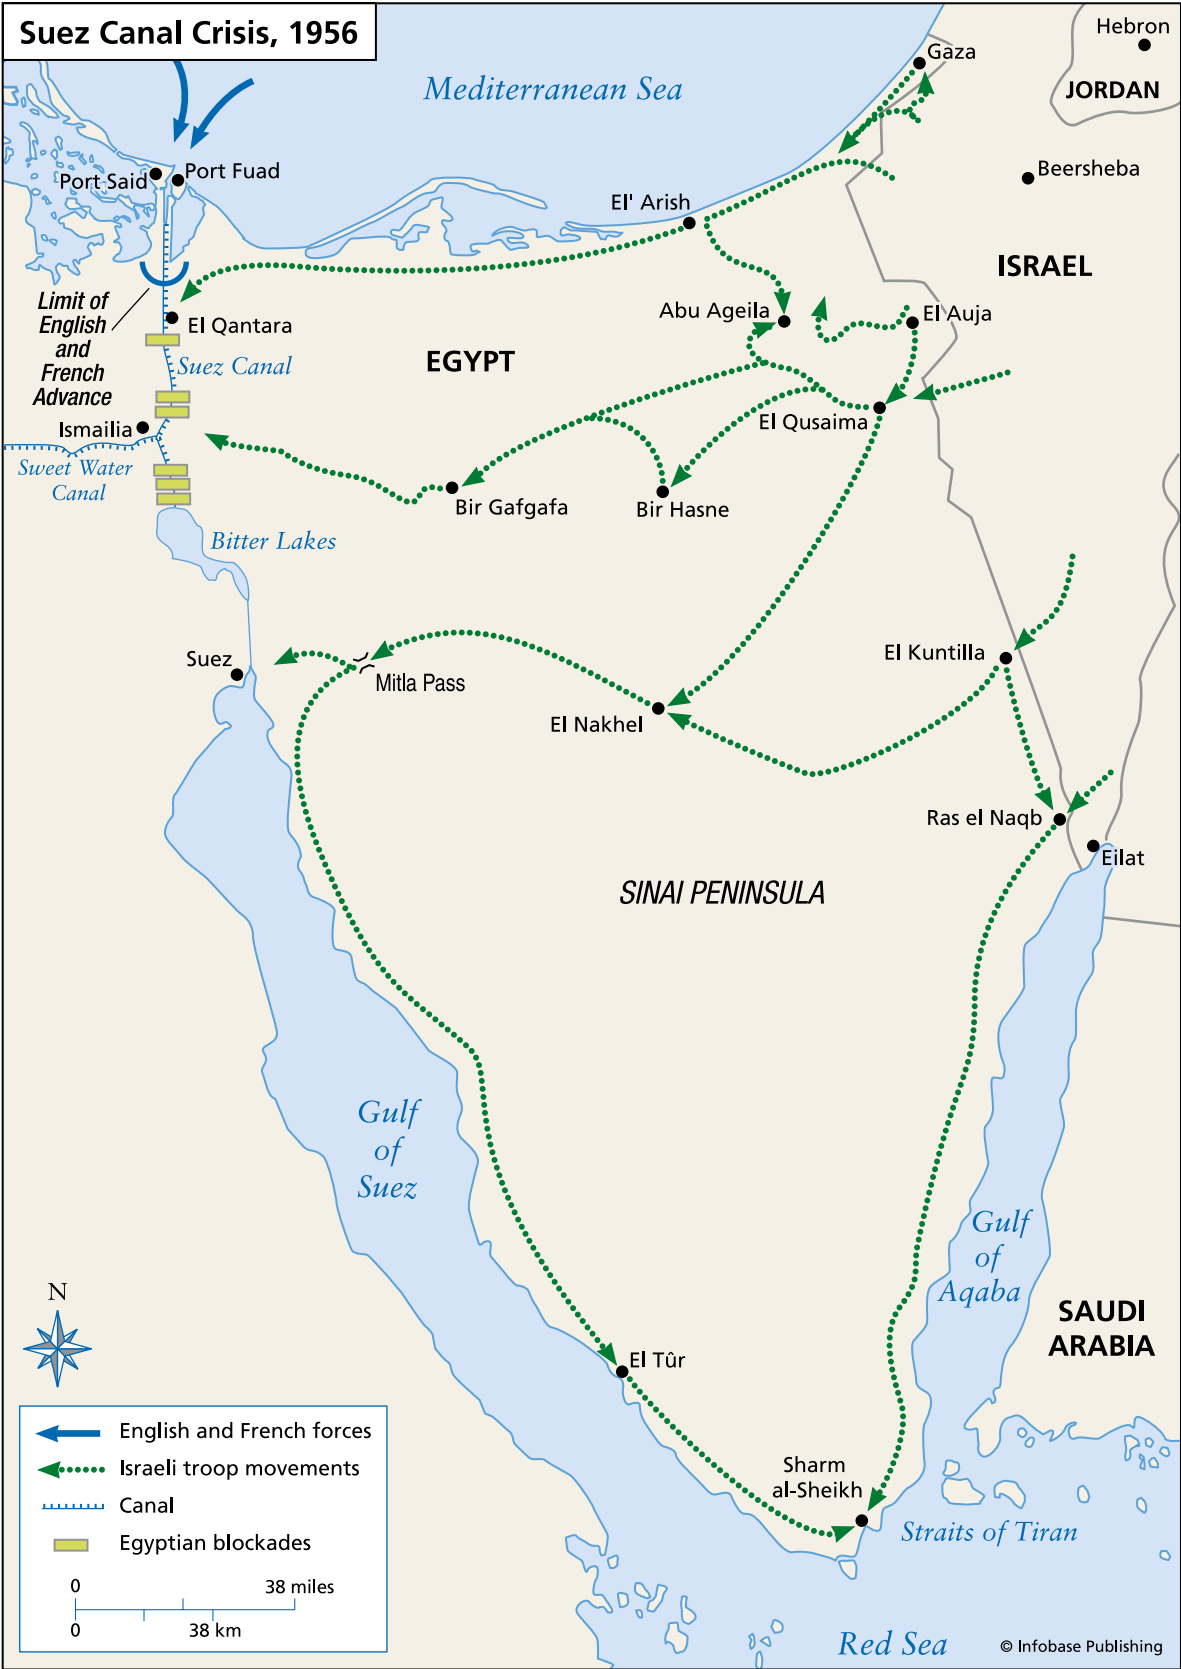 Suez Canal Crisis, 1956
Hebron
Gaza
JORDAN
Mediterranean Sea
Port Said
Port Fuad
Beersheba
El' Arish
ISRAEL
Limit of
English
and
French
Advance
El Qantara
Abu Ageila
El Auja
EGYPT
Suez Canal
Ismailia
El Qusaima
Sweet Water
Canal
Bir Gafgafa
Bir Hasne
Bitter Lakes
Suez
Mitla Pass
El Kuntilla
El Nakhel
Ras el Naqb
Eilat
SINAI PENINSULA
Gulf
of
Suez
Gulf
of
Aqaba
N
SAUDI
ARABIA
El Tûr
English and French forces
Israeli troop movements
Canal
Egyptian blockades
0
38 miles
0
38 km
Sharm
al-Sheikh
Straits of Tiran
Red Sea
© Infobase Publishing